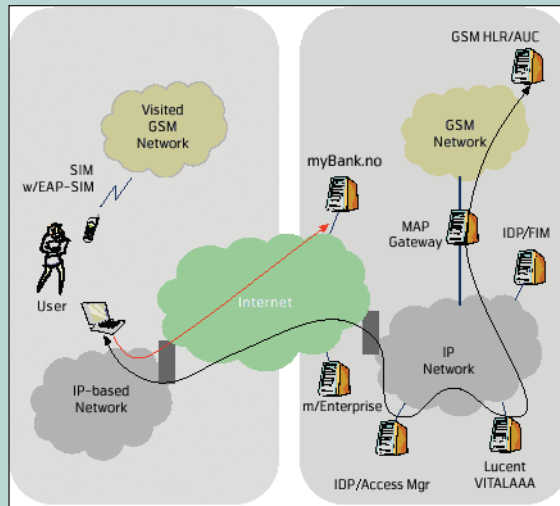 GSM HLR/AUC
Visited
GSM
Network
GSM
Network
SIM
w/EAP-SIM
myBank.no
MAP
Gateway
IDP/FIM
User
Internet
IP
Network
IP-based
Network
m/Enterprise
IDP/Access Mgr
Lucent
VITALAAA